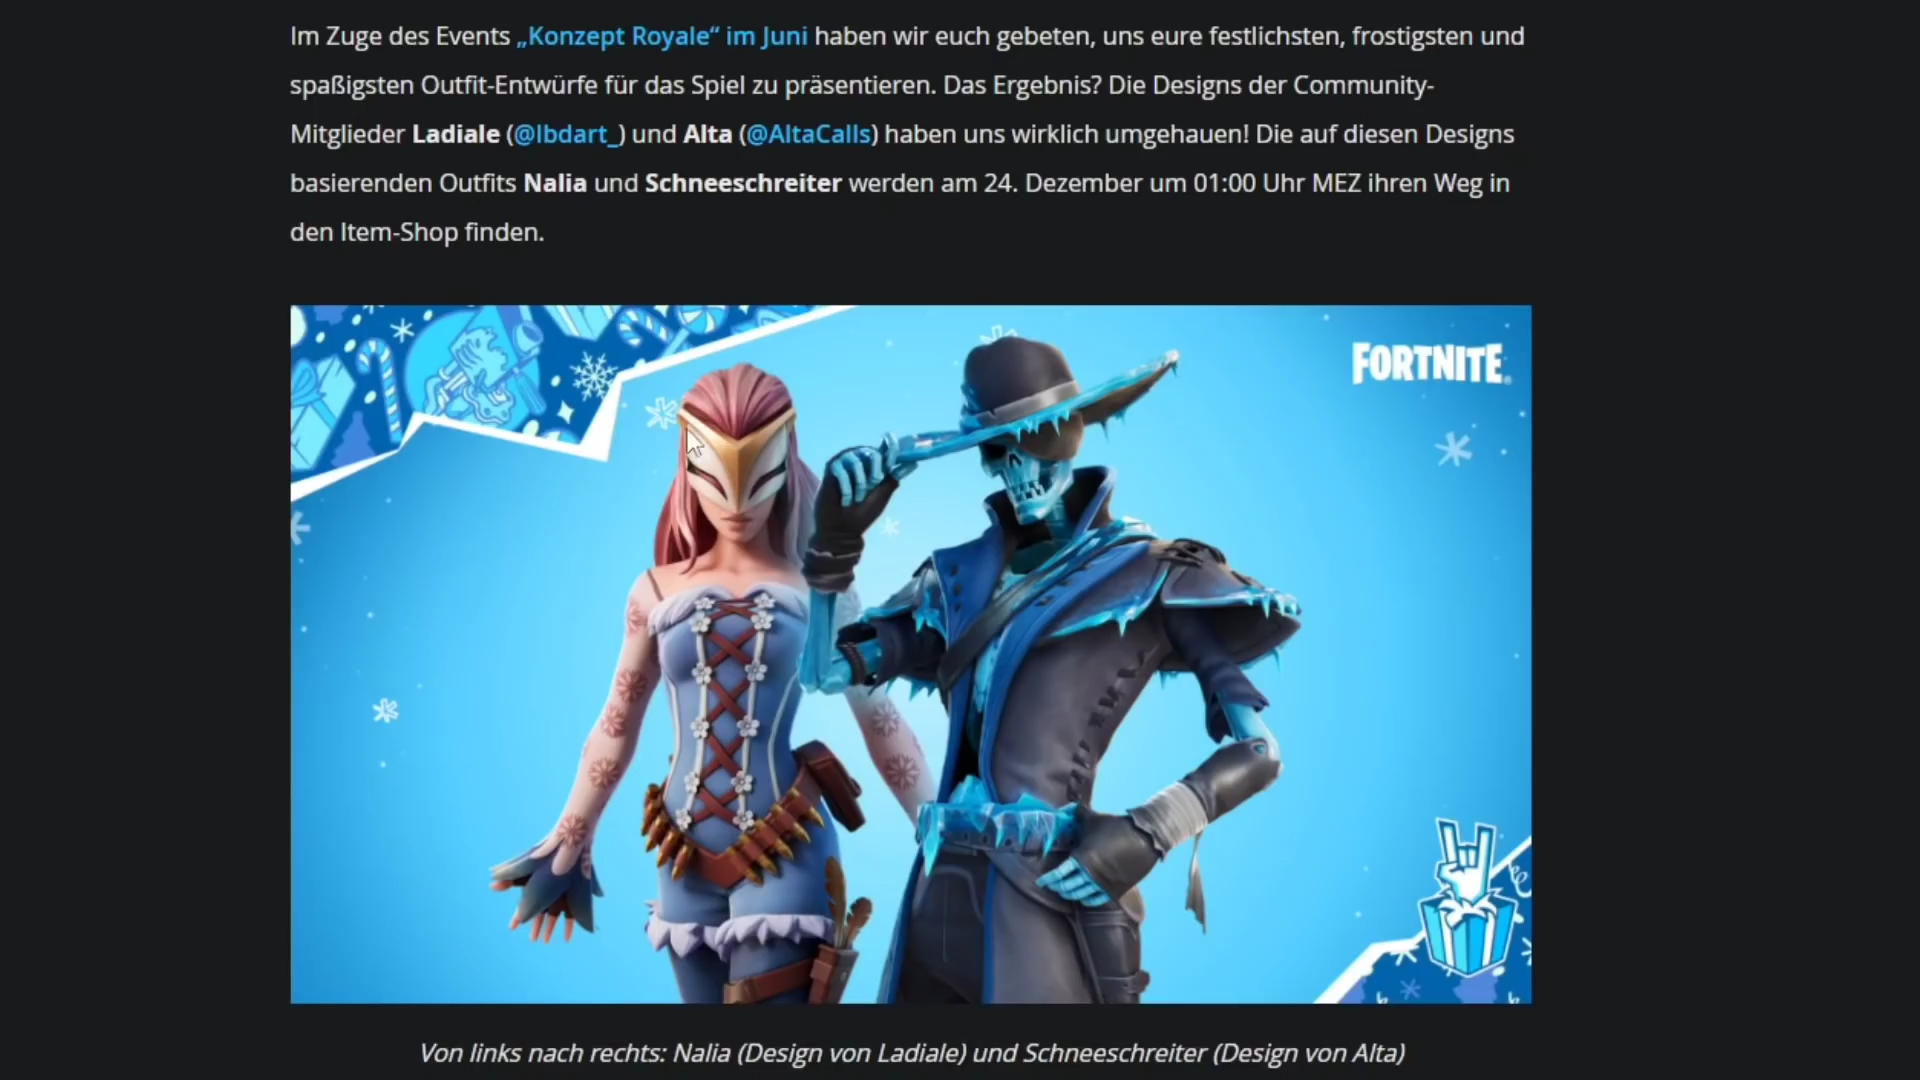 Im Zuge des Events „Konzept Royale“ im Juni haben wir euch gebeten, uns eure festlichsten, frostigsten und
spaßigsten Outfit-Entwürfe für das Spiel zu präsentieren. Das Ergebnis? Die Designs der Community-
Mitglieder Ladiale (@lbdart_) und Alta (@AltaCalls) haben uns wirklich umgehauen! Die auf diesen Designs
basierenden Outfits Nalia und Schneeschreiter werden am 24. Dezember um 01:00 Uhr MEZ ihren Weg in
den Item-Shop finden.
FORTNITE
Von links nach rechts: Nalia (Design von Ladiale) und Schneeschreiter (Design von Alta)